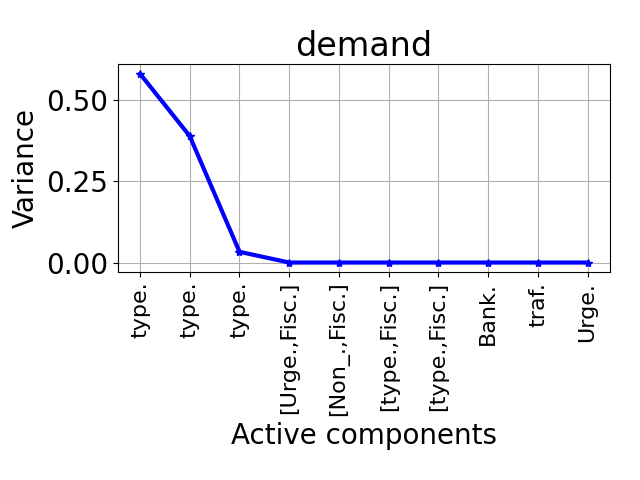 demand
Variance
0.50
0.25
0.00
type.
type.
type.
[Urge.,Fisc.]
[Non_.,Fisc.]
[type.,Fisc.]
[type.,Fisc.]
Bank.
traf.
Urge.
Active components